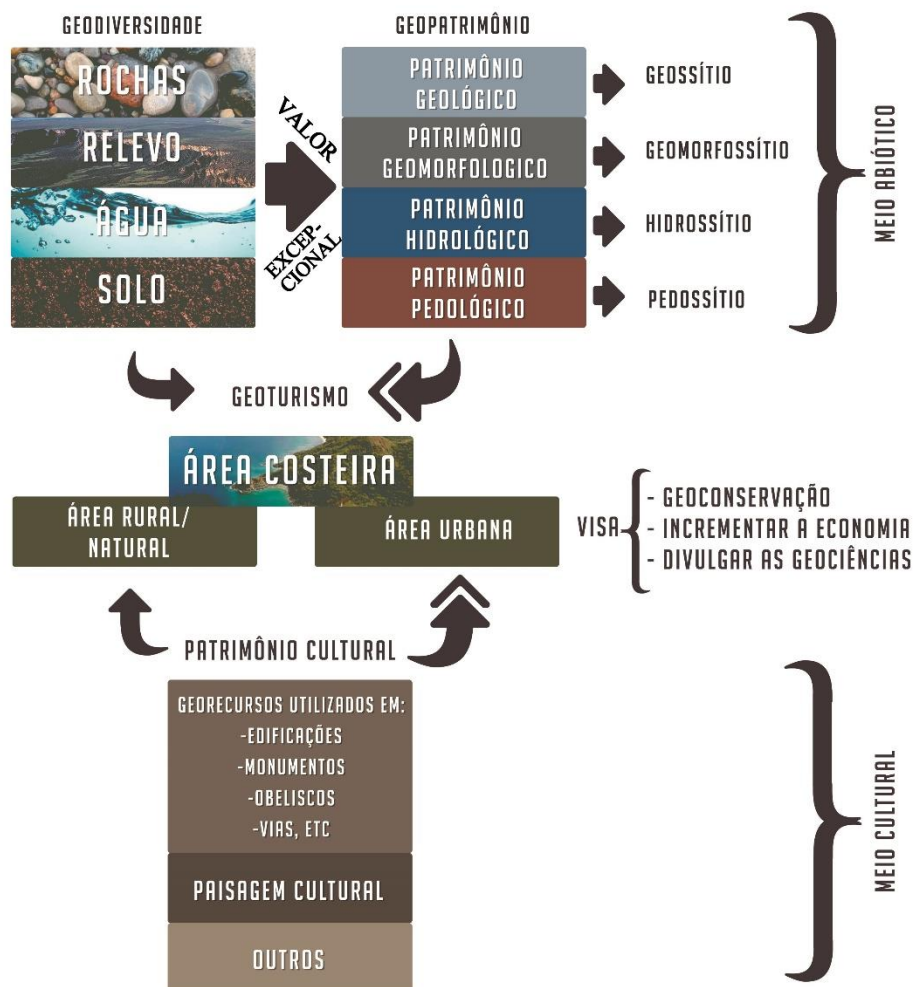 GEODIVERSIDADE
ROCHAS
RELEVO
ÁGUA
SOLO
VALOR
EXCEP-
CIONAL
GEOPATRIMÔNIO
PATRIMÔNIO
GEOLÓGICO
PATRIMÔNIO
GEOMORFOLOGICO
PATRIMÔNIO
HIDROLÓGICO
PATRIMÔNIO
PEDOLÓGICO
GEOSSÍTIO
GEOMORFOSSÍTIO
HIDROSSÍTIO
PEDOSSÍTIO
MEIO ABIÓTICO
GEOTURISMO
ÁREA COSTEIRA
ÁREA RURAL/
NATURAL
ÁREA URBANA
VISA
- GEOCONSERVAÇÃO
- INCREMENTAR A ECONOMIA
- DIVULGAR AS GEOCIÊNCIAS
PATRIMÔNIO CULTURAL
GEORECURSOS UTILIZADOS EM:
-EDIFICAÇÕES
-MONUMENTOS
-OBELISCOS
-VIAS, ETC
PAISAGEM CULTURAL
OUTROS
MEIO CULTURAL